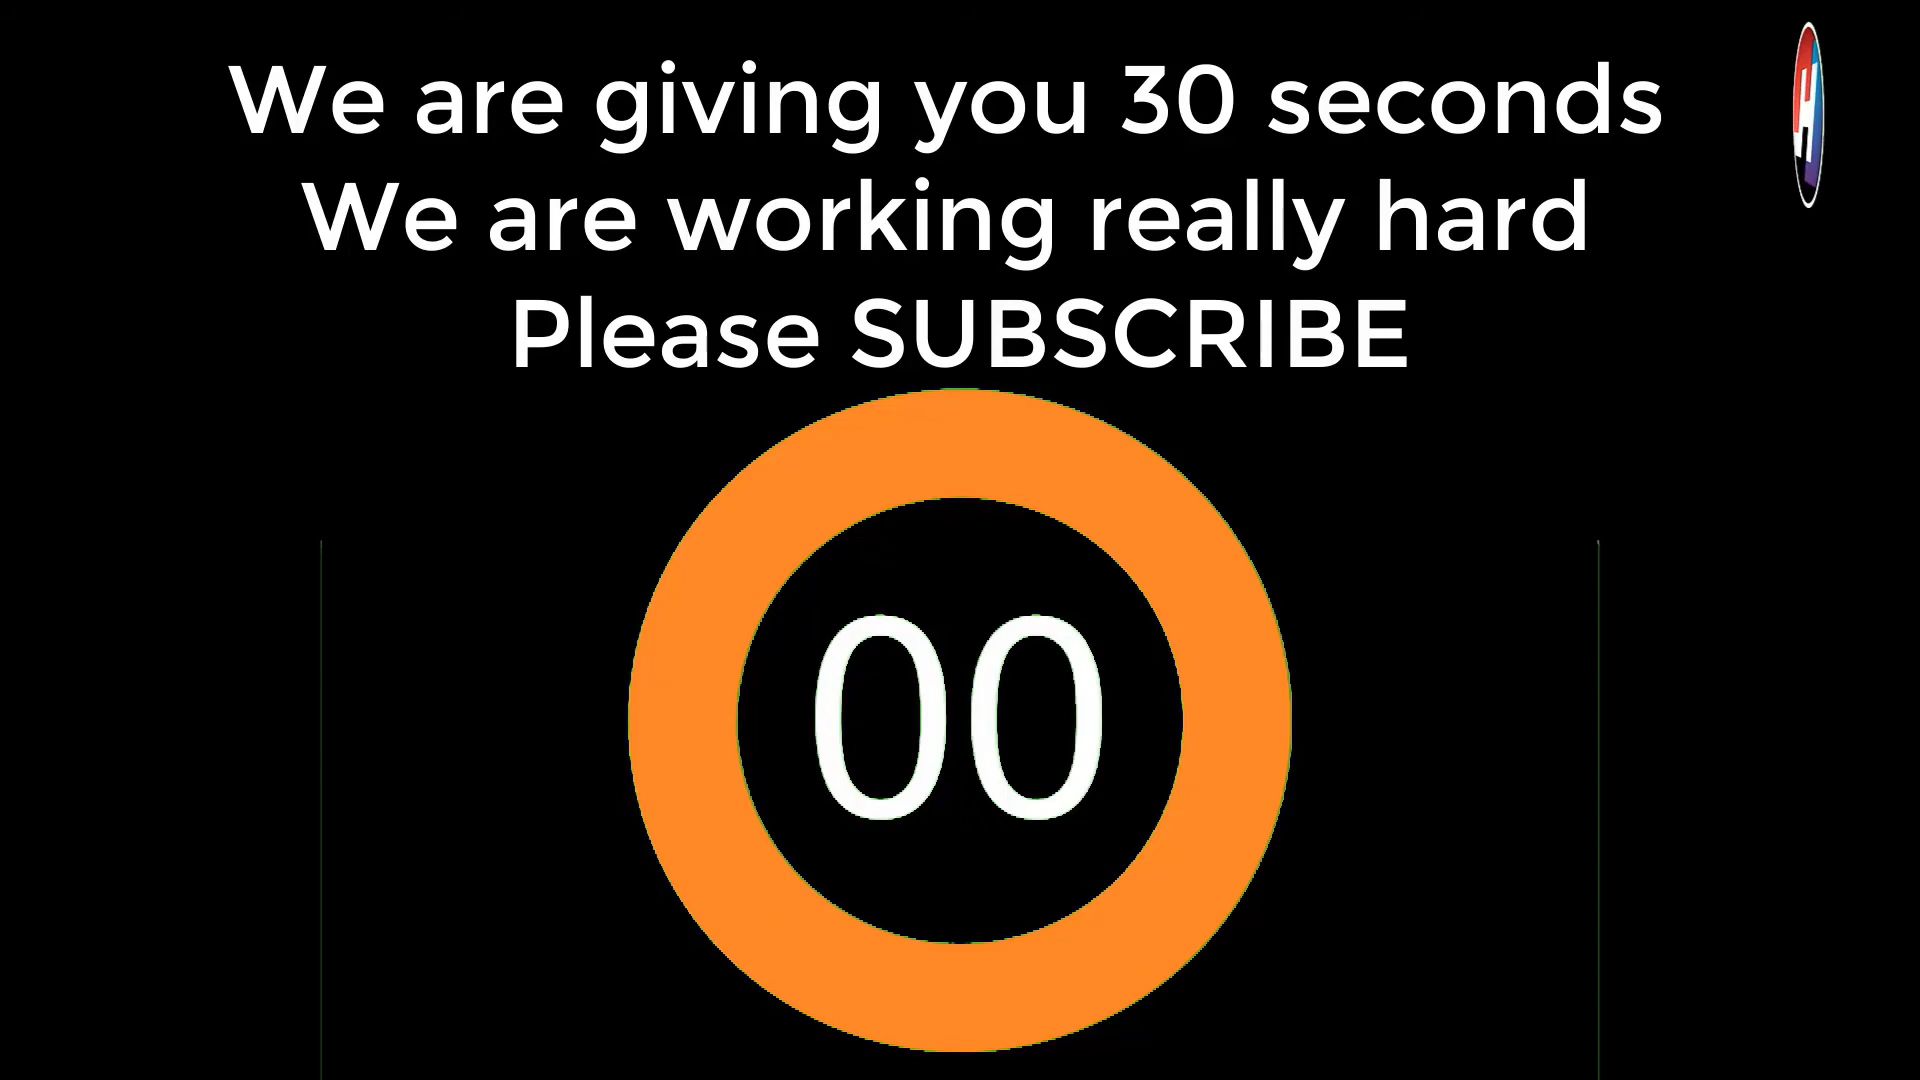 We are giving you 30 seconds
We are working really hard
Please SUBSCRIBE
H
00